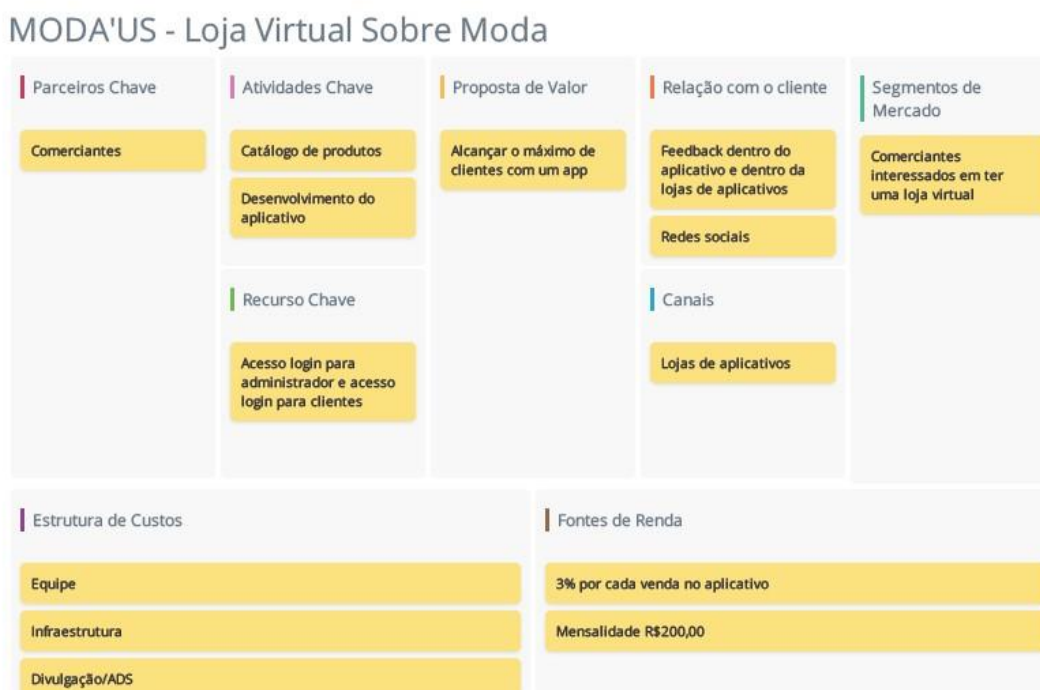 MODA'US - Loja Virtual Sobre Moda
Parceiros Chave
Comerciantes
Atividades Chave
Catálogo de produtos
Desenvolvimento do
aplicativo
Recurso Chave
Acesso login para
administrador e acesso
login para clientes
Proposta de Valor
Alcançar o máximo de
clientes com um app
Relação com o cliente
Feedback dentro do
aplicativo e dentro da
lojas de aplicativos
Redes sociais
Canais
Lojas de aplicativos
Segmentos de
Mercado
Comerciantes
interessados em ter
uma loja virtual
Estrutura de Custos
Equipe
Infraestrutura
Divulgação/ADS
Fontes de Renda
3% por cada venda no aplicativo
Mensalidade R$200,00